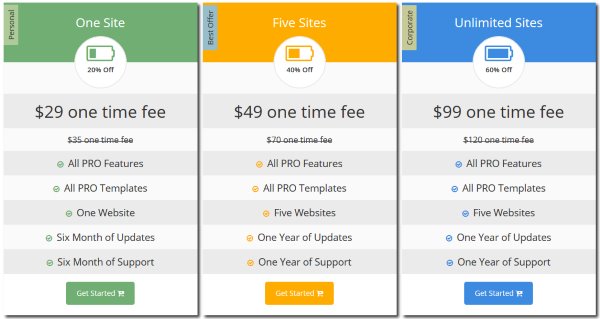 Personal
One Site
20% Off
$29 one time fee
$35 one time fee
All PRO Features
All PRO Templates
One Website
Six Month of Updates
Six Month of Support
Get Started
Best Offer
Five Sites
40% Off
$49 one time fee
$70 one time fee
All PRO Features
All PRO Templates
Five Websites
One Year of Updates
One Year of Support
Get Started
Corporate
Unlimited Sites
60% Off
$99 one time fee
$120 one time fee
All PRO Features
All PRO Templates
Five Websites
One Year of Updates
One Year of Support
Get Started